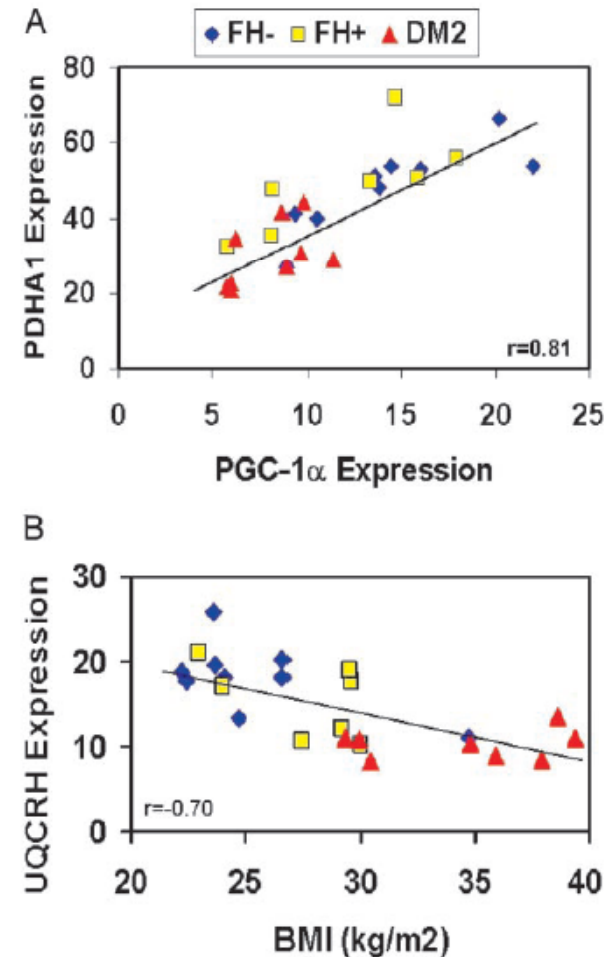 A
FH- FH+ DM2
80
60
40
20
0
PDHA1 Expression
r=0.81
0 5 10 15 20 25
PGC-1α Expression
B
30
20
10
0
UQCRH Expression
r=-0.70
20 25 30 35 40
BMI (kg/m2)